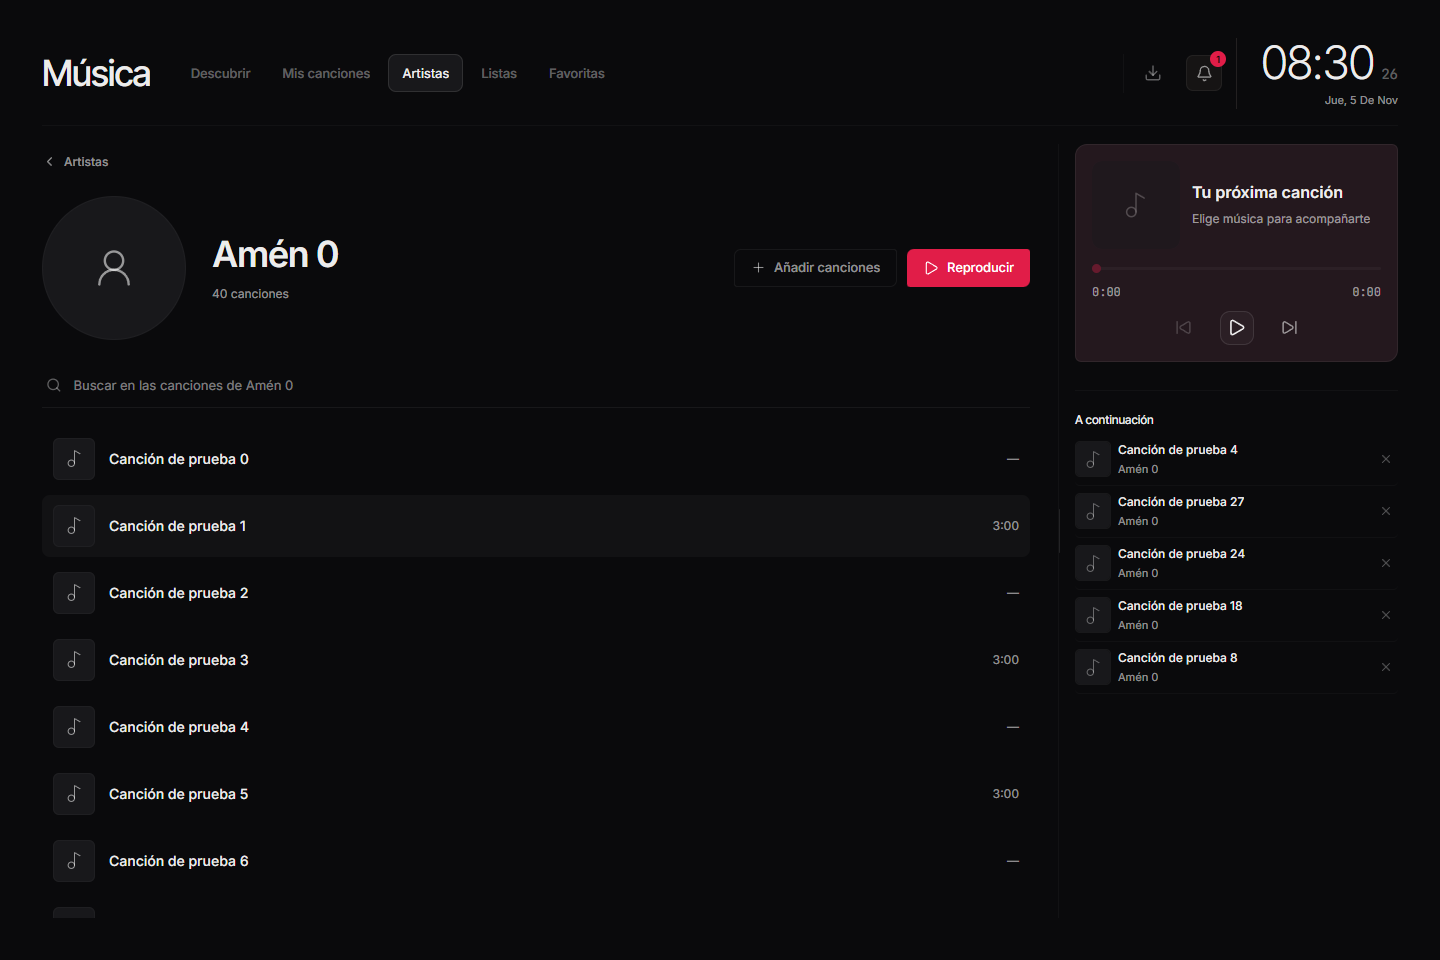 Música
Descubrir
Mis canciones
Artistas
Listas
Favoritas
1
08:30 26
Jue, 5 De Nov
Artistas
Amén 0
40 canciones
Añadir canciones
Reproducir
Buscar en las canciones de Amén 0
Canción de prueba 0 —
Canción de prueba 1 3:00
Canción de prueba 2 —
Canción de prueba 3 3:00
Canción de prueba 4 —
Canción de prueba 5 3:00
Canción de prueba 6 —
Tu próxima canción
Elige música para acompañarte
0:00 0:00
A continuación
Canción de prueba 4
Amén 0
Canción de prueba 27
Amén 0
Canción de prueba 24
Amén 0
Canción de prueba 18
Amén 0
Canción de prueba 8
Amén 0